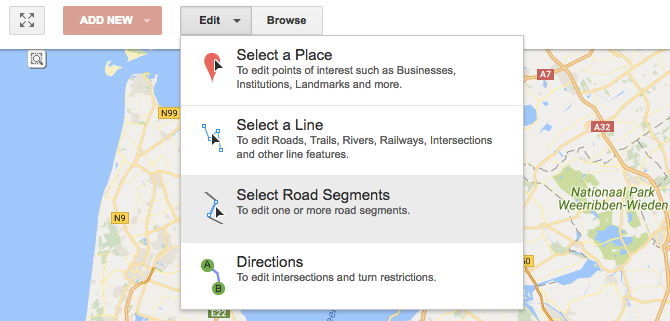 ADD NEW
Edit
Browse
Select a Place
To edit points of interest such as Businesses,
Institutions, Landmarks and more.
Select a Line
To edit Roads, Trails, Rivers, Railways, Intersections
and other line features.
Select Road Segments
To edit one or more road segments.
Directions
To edit intersections and turn restrictions.
A
B
N99
N9
A7
A32
Nationaal Park
Weerribben-Wieden
50
E22